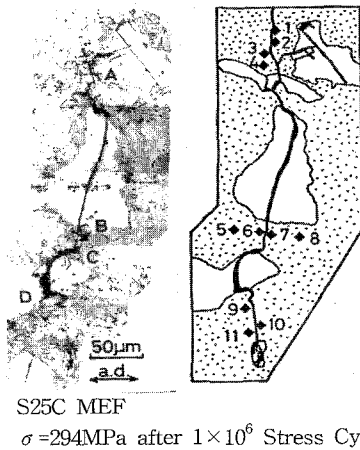 A
B
C
D
50μm
a.d.
1
2
3
4
5
6
7
8
9
10
11
S25C MEF
σ=294MPa after 1×10⁶ Stress Cy